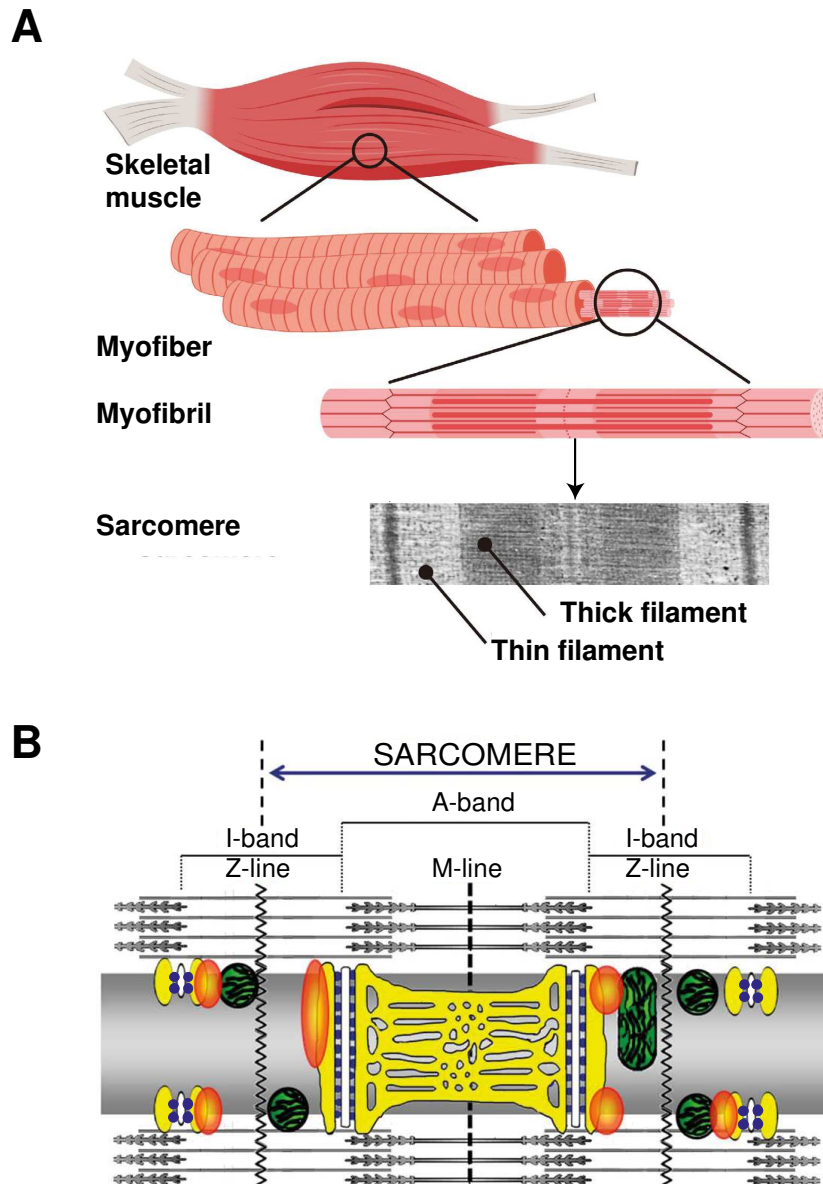 A
Skeletal
muscle
Myofiber
Myofibril
Sarcomere
Thick filament
Thin filament
B
SARCOMERE
A-band
I-band
I-band
Z-line
M-line
Z-line